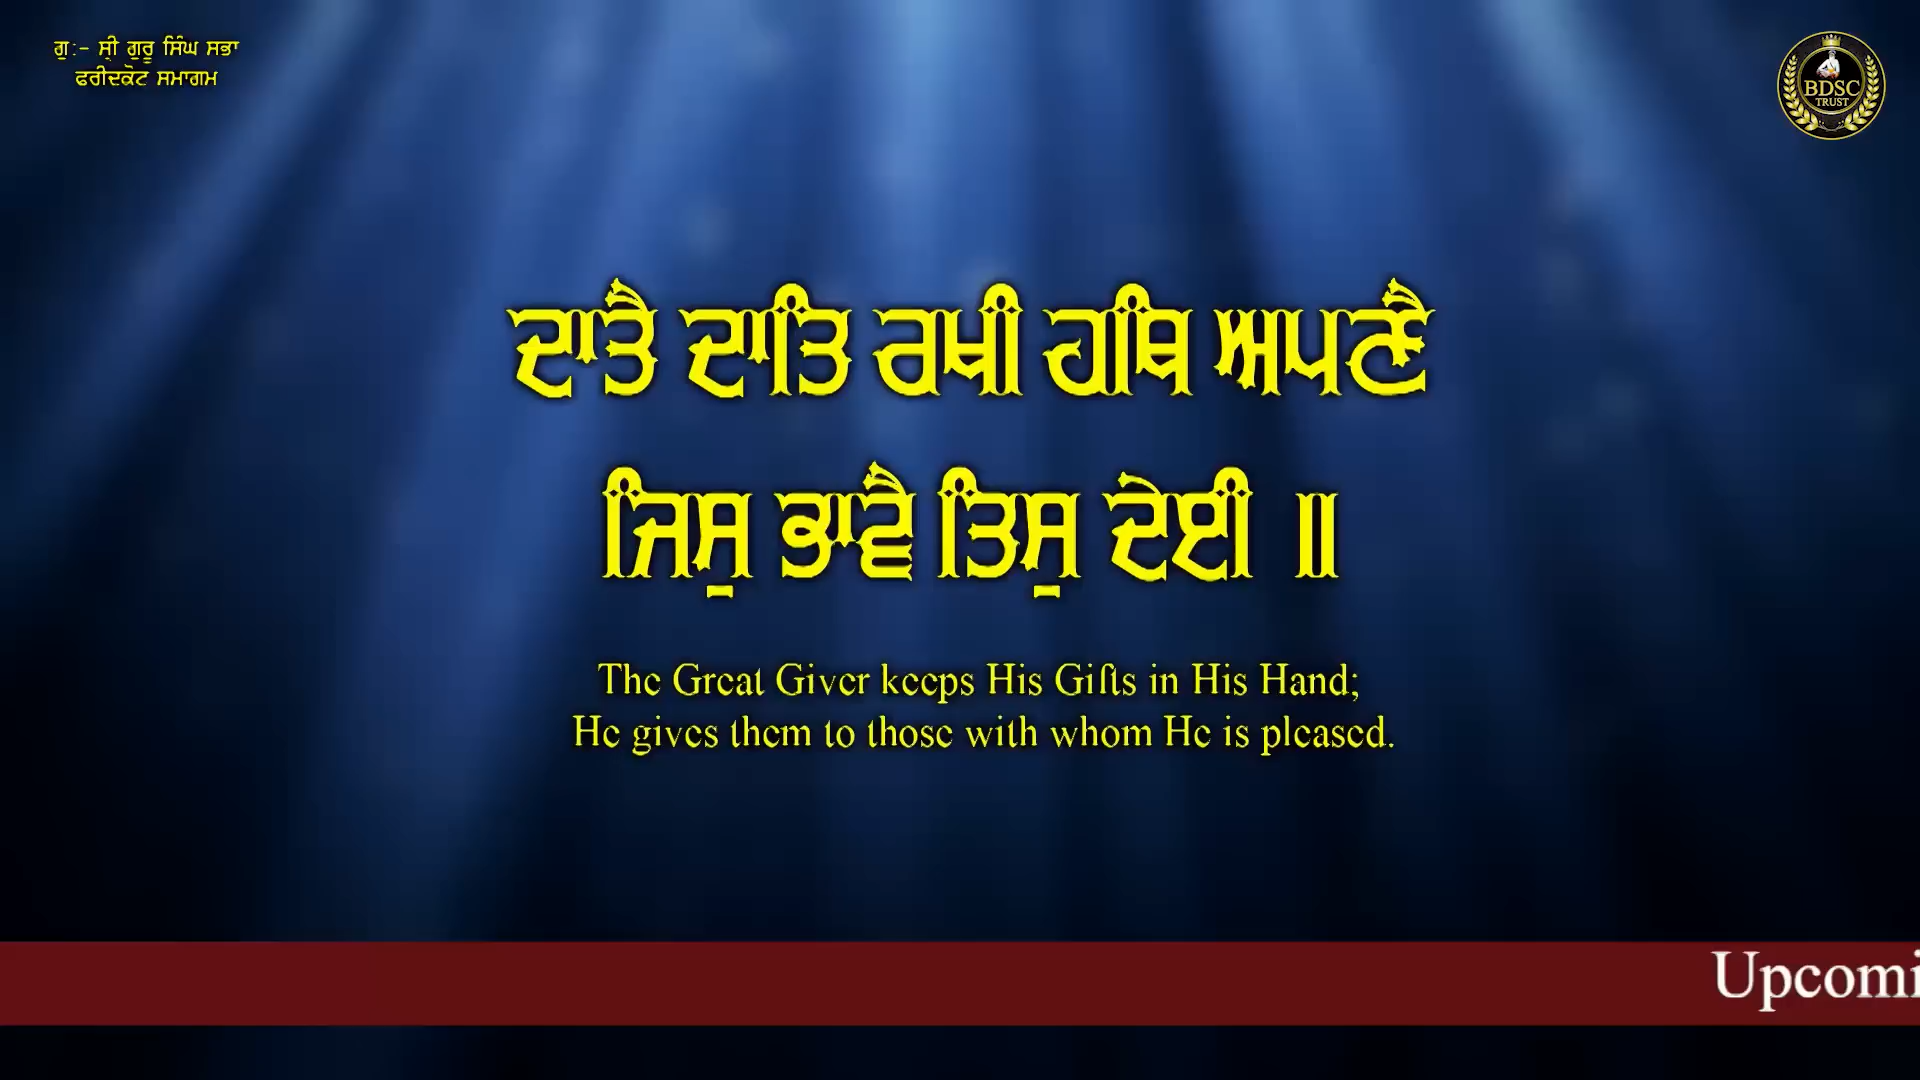 ਗੁ:- ਸ੍ਰੀ ਗੁਰੂ ਸਿੰਘ ਸਭਾ
ਫਰੀਦਕੋਟ ਸਮਾਗਮ
BDSC
TRUST
ਦਾਤੈ ਦਾਤਿ ਰਖੀ ਹਥਿ ਅਪਣੈ
ਜਿਸੁ ਭਾਵੈ ਤਿਸੁ ਦੇਈ ॥
The Great Giver keeps His Gifts in His Hand;
He gives them to those with whom He is pleased.
Upcomi